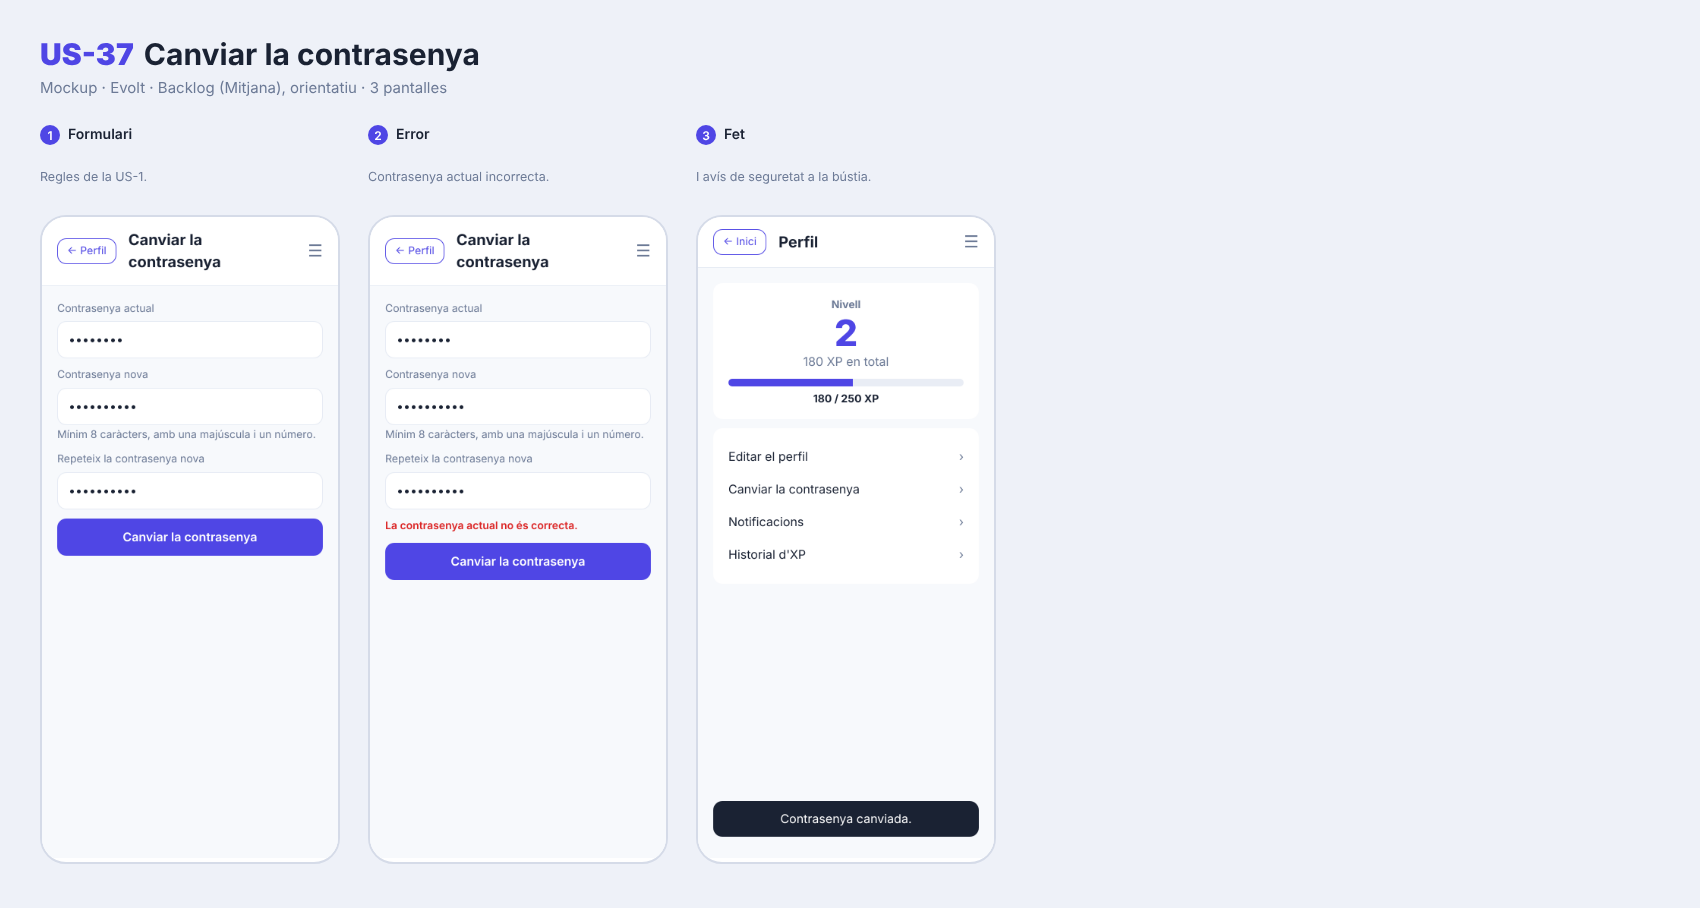 US-37 Canviar la contrasenya
Mockup · Evolt · Backlog (Mitjana), orientatiu · 3 pantalles
1 Formulari
Regles de la US-1.
← Perfil
Canviar la
contrasenya
☰
Contrasenya actual
••••••••
Contrasenya nova
••••••••••
Mínim 8 caràcters, amb una majúscula i un número.
Repeteix la contrasenya nova
••••••••••
Canviar la contrasenya
2 Error
Contrasenya actual incorrecta.
← Perfil
Canviar la
contrasenya
☰
Contrasenya actual
••••••••
Contrasenya nova
••••••••••
Mínim 8 caràcters, amb una majúscula i un número.
Repeteix la contrasenya nova
••••••••••
La contrasenya actual no és correcta.
Canviar la contrasenya
3 Fet
I avís de seguretat a la bústia.
← Inici
Perfil
☰
Nivell
2
180 XP en total
180 / 250 XP
Editar el perfil ›
Canviar la contrasenya ›
Notificacions ›
Historial d'XP ›
Contrasenya canviada.